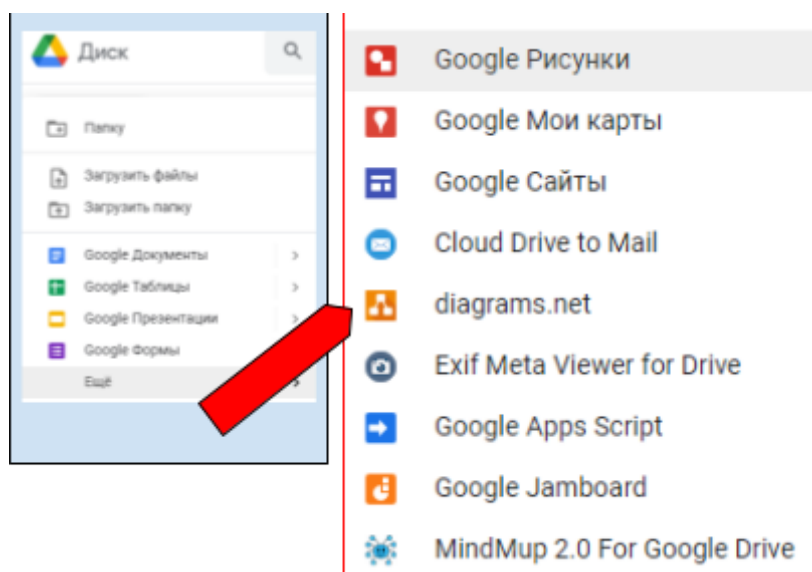 Диск
Папку
Загрузить файлы
Загрузить папку
Google Документы
Google Таблицы
Google Презентации
Google Формы
Ещё
Google Рисунки
Google Мои карты
Google Сайты
Cloud Drive to Mail
diagrams.net
Exif Meta Viewer for Drive
Google Apps Script
Google Jamboard
MindMup 2.0 For Google Drive